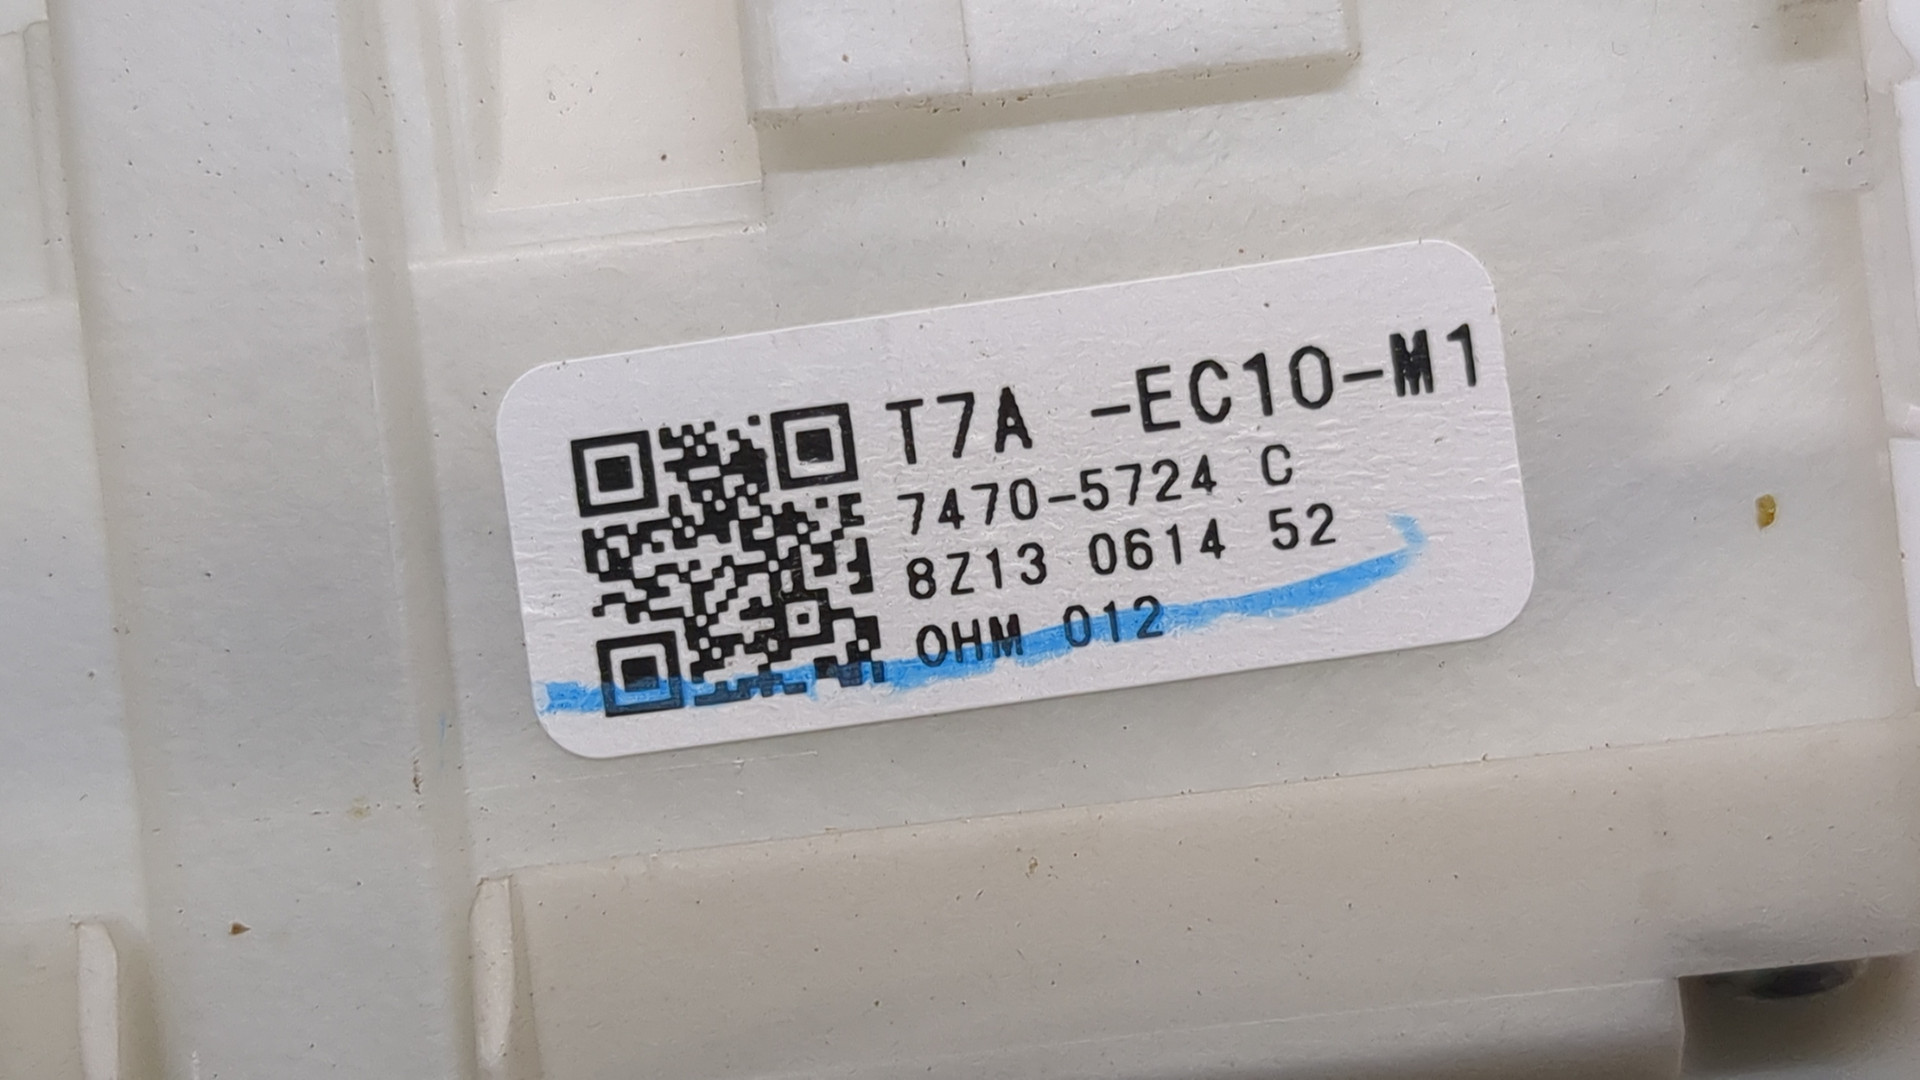 T7A -EC10-M1
7470-5724 C
8Z13 0614 52
OHM 012